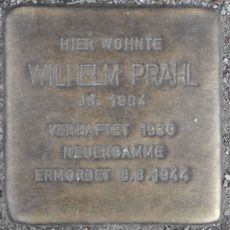 HIER WOHNTE
WILHELM PRAHL
JG. 1904
VERHAFTET 1930
NEUENGAMME
ERMORDET 8.8.1944